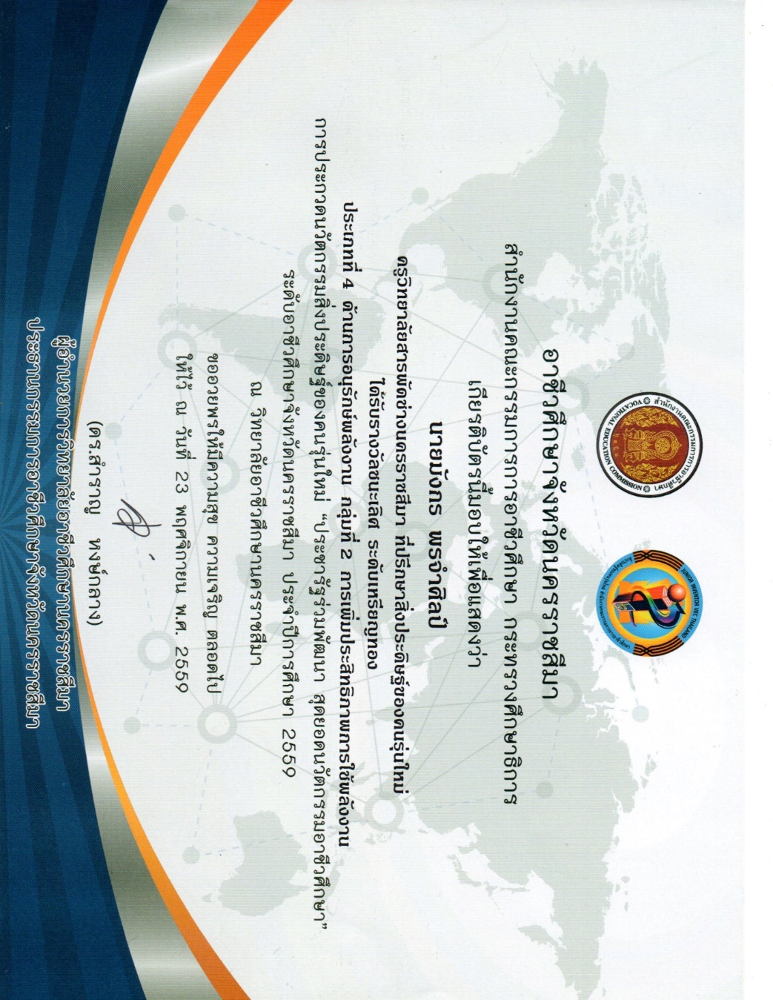 สำนักงานคณะกรรมการการอาชีวศึกษา
VOCATIONAL EDUCATION COMMISSION
JUNIOR INVENTOR VEC THAILAND
อาชีวศึกษาจังหวัดนครราชสีมา
สำนักงานคณะกรรมการการอาชีวศึกษา กระทรวงศึกษาธิการ
เกียรติบัตรนี้มอบให้เพื่อแสดงว่า
นายมังกร พรจำศิลป์
ครูวิทยาลัยสารพัดช่างนครราชสีมา ที่ปรึกษาสิ่งประดิษฐ์ของคนรุ่นใหม่
ได้รับรางวัลชนะเลิศ ระดับเหรียญทอง
ประเภทที่ 4 ด้านการอนุรักษ์พลังงาน กลุ่มที่ 2 การเพิ่มประสิทธิภาพการใช้พลังงาน
การประกวดนวัตกรรมสิ่งประดิษฐ์ของคนรุ่นใหม่ “ประชารัฐร่วมพัฒนา สุดยอดนวัตกรรมอาชีวศึกษา”
ระดับอาชีวศึกษาจังหวัดนครราชสีมา ประจำปีการศึกษา 2559
ณ วิทยาลัยอาชีวศึกษานครราชสีมา
ขออวยพรให้มีความสุข ความเจริญ ตลอดไป
ให้ไว้ ณ วันที่ 23 พฤศจิกายน พ.ศ. 2559
(ดร.สำราญ หงษ์กลาง)
ผู้อำนวยการวิทยาลัยอาชีวศึกษานครราชสีมา
ประธานกรรมการอาชีวศึกษาจังหวัดนครราชสีมา